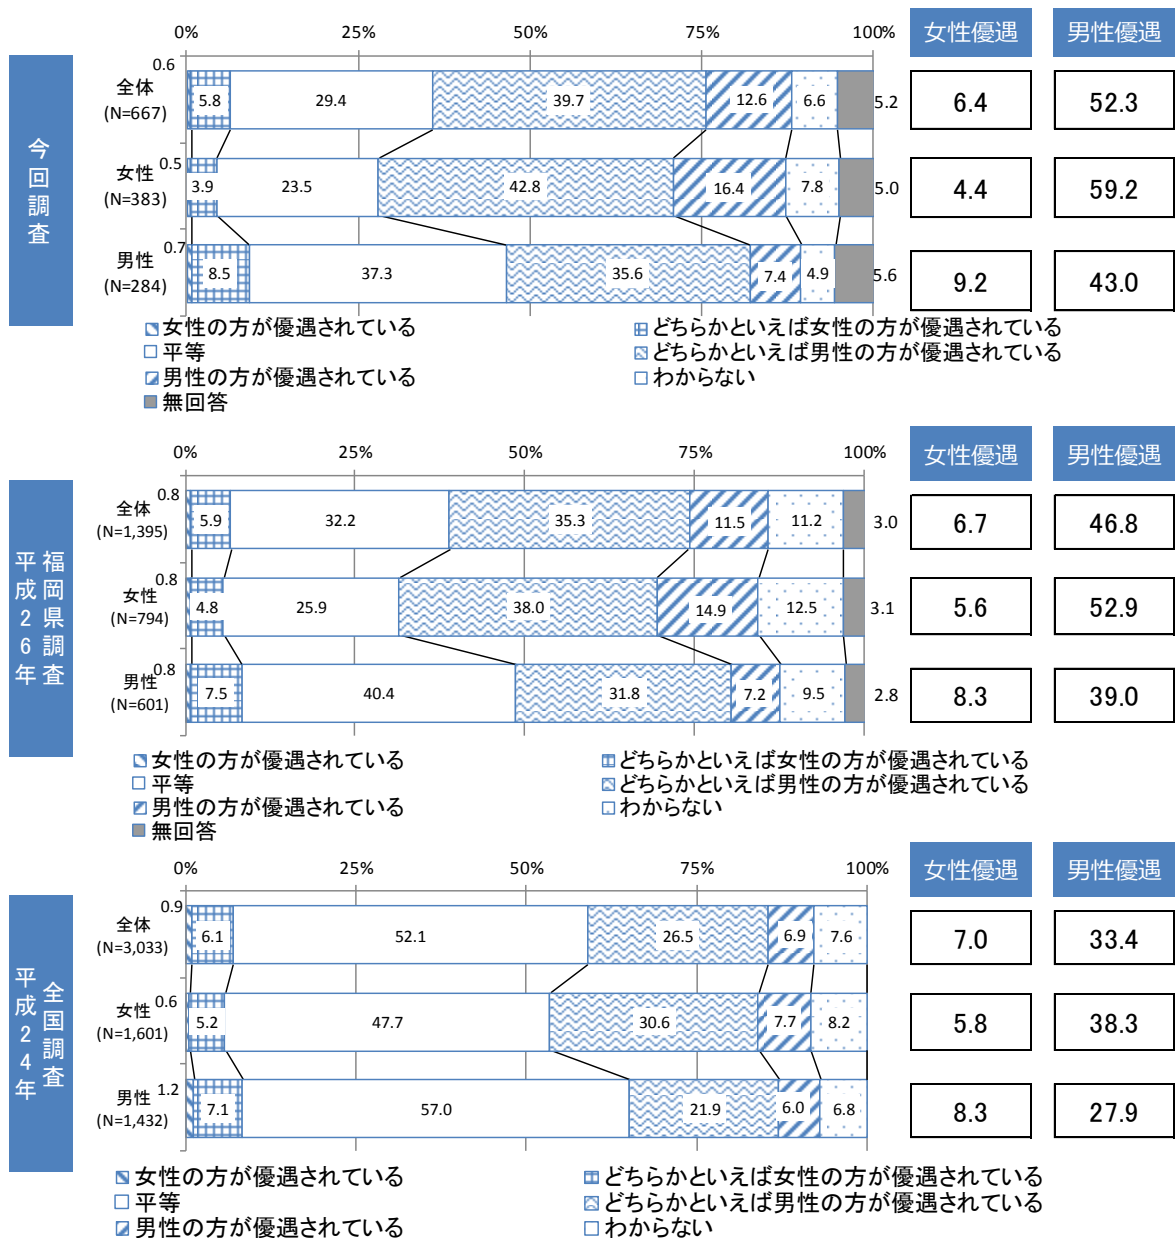 0% 25% 50% 75% 100% 女性優遇 男性優遇
今回調査
全体 (N=667) 0.6 5.8 29.4 39.7 12.6 6.6 5.2 6.4 52.3
女性 (N=383) 0.5 3.9 23.5 42.8 16.4 7.8 5.0 4.4 59.2
男性 (N=284) 0.7 8.5 37.3 35.6 7.4 4.9 5.6 9.2 43.0
女性の方が優遇されている どちらかといえば女性の方が優遇されている
平等 どちらかといえば男性の方が優遇されている
男性の方が優遇されている わからない
無回答
0% 25% 50% 75% 100% 女性優遇 男性優遇
福岡県調査
平成26年
全体 (N=1,395) 0.8 5.9 32.2 35.3 11.5 11.2 3.0 6.7 46.8
女性 (N=794) 0.8 4.8 25.9 38.0 14.9 12.5 3.1 5.6 52.9
男性 (N=601) 0.8 7.5 40.4 31.8 7.2 9.5 2.8 8.3 39.0
女性の方が優遇されている どちらかといえば女性の方が優遇されている
平等 どちらかといえば男性の方が優遇されている
男性の方が優遇されている わからない
無回答
0% 25% 50% 75% 100% 女性優遇 男性優遇
全国調査
平成24年
全体 (N=3,033) 0.9 6.1 52.1 26.5 6.9 7.6 7.0 33.4
女性 (N=1,601) 0.6 5.2 47.7 30.6 7.7 8.2 5.8 38.3
男性 (N=1,432) 1.2 7.1 57.0 21.9 6.0 6.8 8.3 27.9
女性の方が優遇されている どちらかといえば女性の方が優遇されている
平等 どちらかといえば男性の方が優遇されている
男性の方が優遇されている わからない